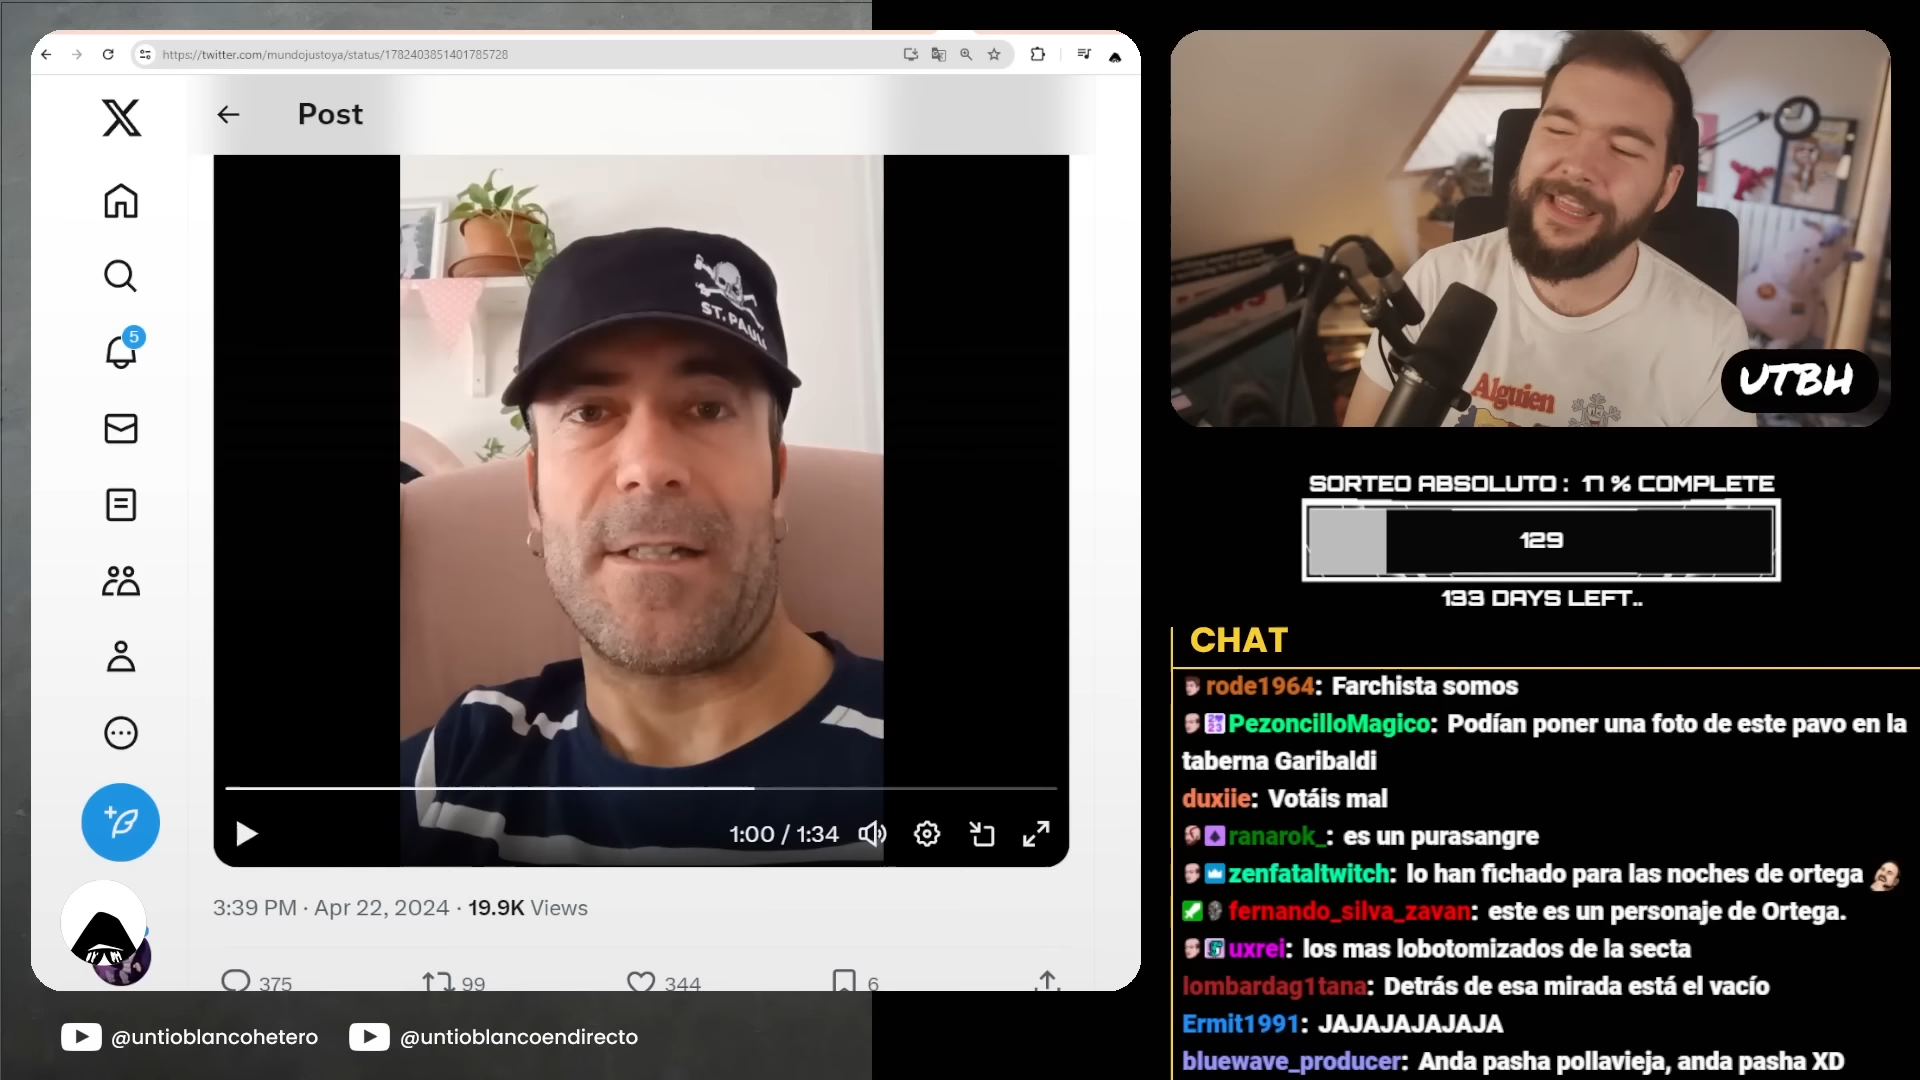 https://twitter.com/mundojustoya/status/1782403851401785728
Post
5
ST. PAULI
1:00 / 1:34
3:39 PM · Apr 22, 2024 · 19.9K Views
375
99
344
6
@untioblancohetero
@untioblancoendirecto
Alguien
UTBH
SORTEO ABSOLUTO : 17 % COMPLETE
129
133 DAYS LEFT..
CHAT
rode1964: Farchista somos
PezoncilloMagico: Podían poner una foto de este pavo en la
taberna Garibaldi
duxiie: Votáis mal
ranarok_: es un purasangre
zenfataltwitch: lo han fichado para las noches de ortega
fernando_silva_zavan: este es un personaje de Ortega.
uxrei: los mas lobotomizados de la secta
lombardag1tana: Detrás de esa mirada está el vacío
Ermit1991: JAJAJAJAJAJA
bluewave_producer: Anda pasha pollavieja, anda pasha XD